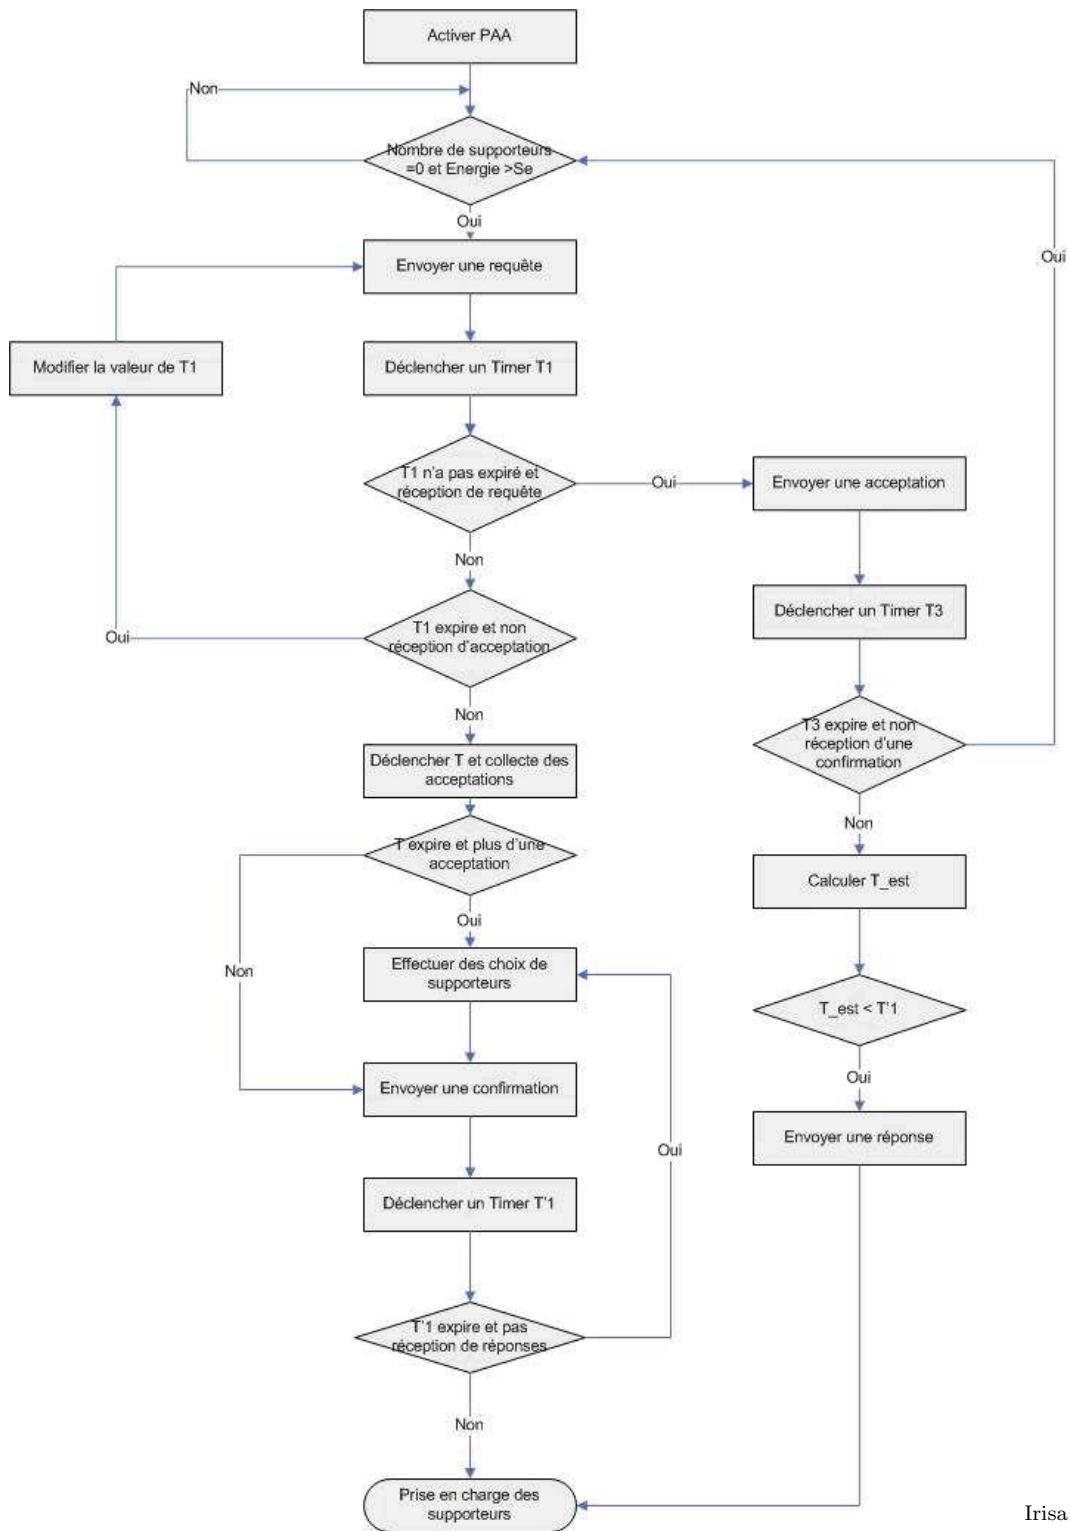 Activer PAA
Non
Nombre de supporteurs
=0 et Energie >Se
Oui
Oui
Envoyer une requête
Modifier la valeur de T1
Déclencher un Timer T1
T1 n'a pas expiré et
réception de requête
Oui
Envoyer une acceptation
Non
Déclencher un Timer T3
T1 expire et non
réception d'acceptation
Oui
Non
T3 expire et non
réception d'une
confirmation
Déclencher T et collecte des
acceptations
Non
T expire et plus d'une
acceptation
Calculer T_est
Oui
Non
Effectuer des choix de
supporteurs
T_est < T'1
Oui
Envoyer une confirmation
Envoyer une réponse
Oui
Déclencher un Timer T'1
T'1 expire et pas
réception de réponses
Non
Prise en charge des
supporteurs
Irisa